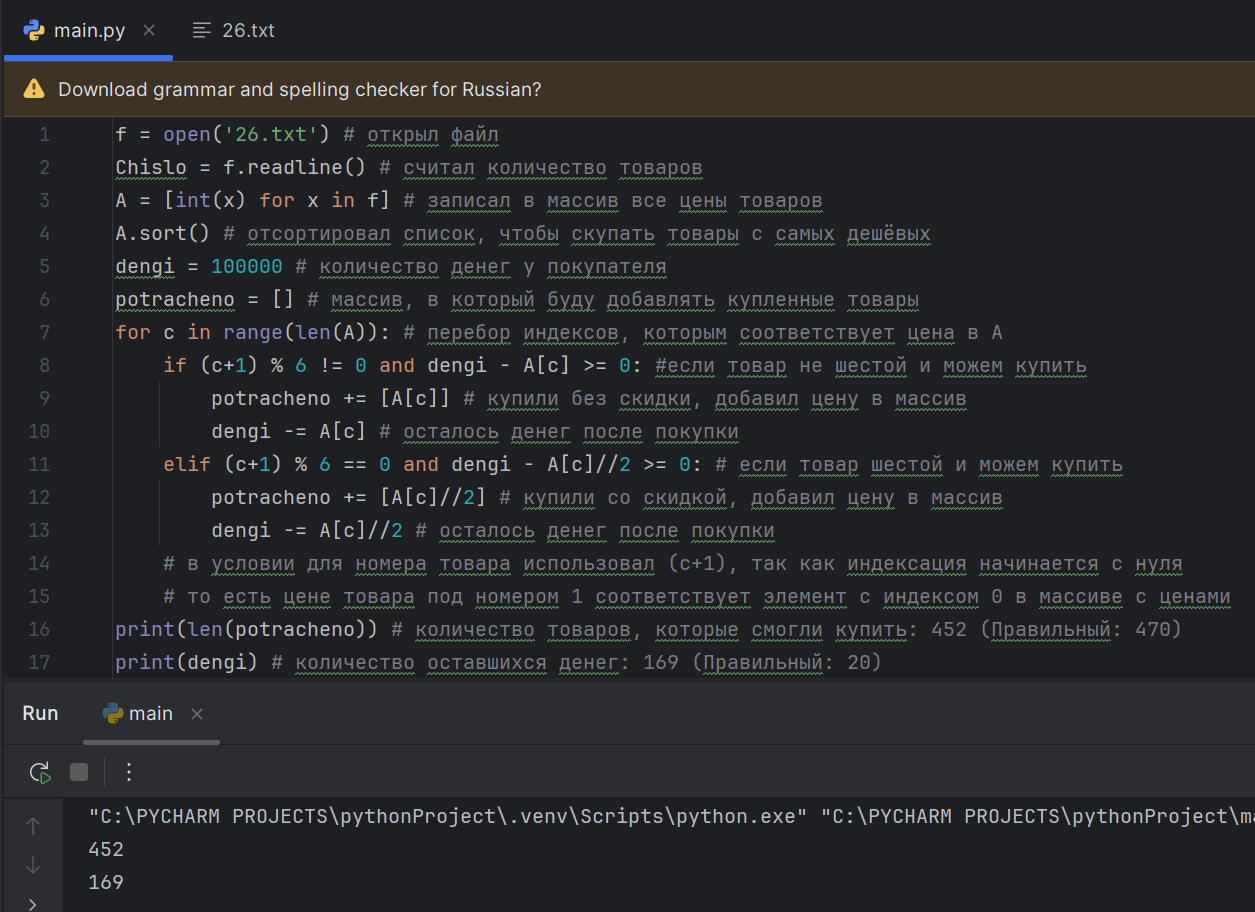 main.py
26.txt
Download grammar and spelling checker for Russian?
1 f = open('26.txt') # открыл файл
2 Chislo = f.readline() # считал количество товаров
3 A = [int(x) for x in f] # записал в массив все цены товаров
4 A.sort() # отсортировал список, чтобы скупать товары с самых дешёвых
5 dengi = 100000 # количество денег у покупателя
6 potracheno = [] # массив, в который буду добавлять купленные товары
7 for c in range(len(A)): # перебор индексов, которым соответствует цена в А
8 if (c+1) % 6 != 0 and dengi - A[c] >= 0: #если товар не шестой и можем купить
9 potracheno += [A[c]] # купили без скидки, добавил цену в массив
10 dengi -= A[c] # осталось денег после покупки
11 elif (c+1) % 6 == 0 and dengi - A[c]//2 >= 0: # если товар шестой и можем купить
12 potracheno += [A[c]//2] # купили со скидкой, добавил цену в массив
13 dengi -= A[c]//2 # осталось денег после покупки
14 # в условии для номера товара использовал (c+1), так как индексация начинается с нуля
15 # то есть цене товара под номером 1 соответствует элемент с индексом 0 в массиве с ценами
16 print(len(potracheno)) # количество товаров, которые смогли купить: 452 (Правильный: 470)
17 print(dengi) # количество оставшихся денег: 169 (Правильный: 20)
Run
main
"C:\PYCHARM PROJECTS\pythonProject\.venv\Scripts\python.exe" "C:\PYCHARM PROJECTS\pythonProject\
452
169